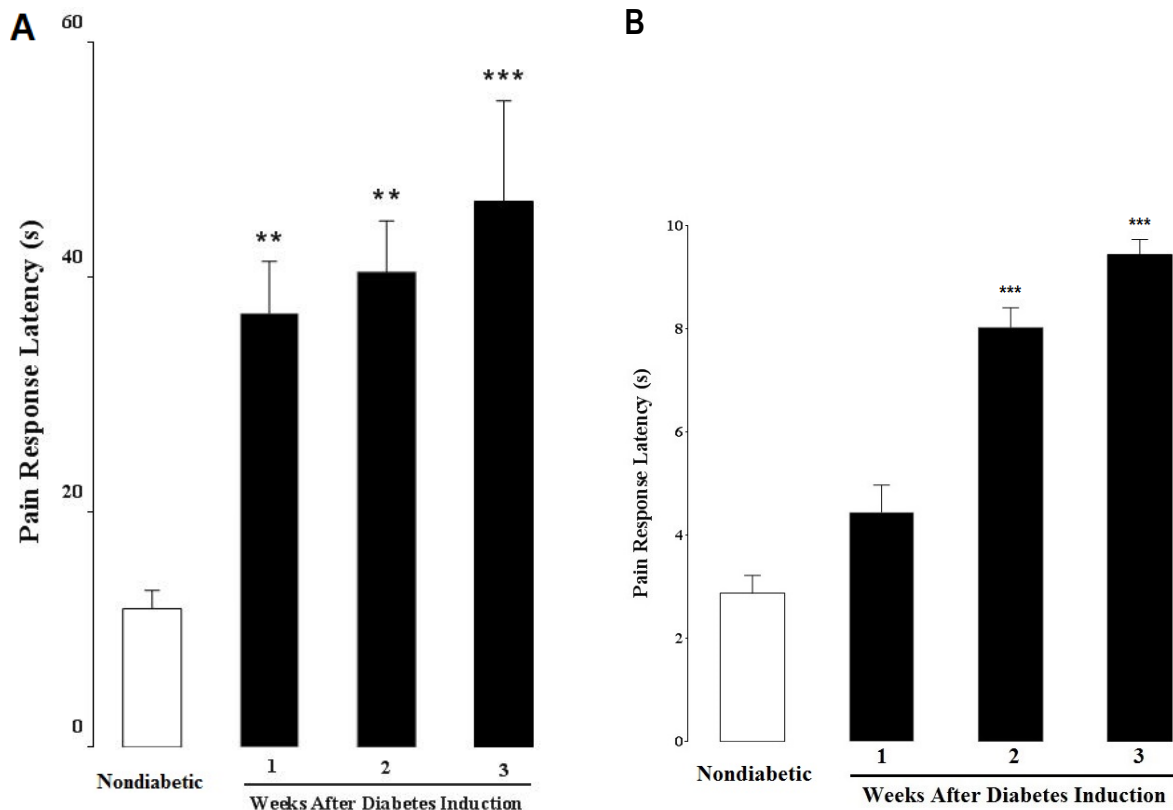 A
60
40
20
0
Pain Response Latency (s)
**
**
***
Nondiabetic
1
2
3
Weeks After Diabetes Induction
B
10
8
6
4
2
0
Pain Response Latency (s)
***
***
Nondiabetic
1
2
3
Weeks After Diabetes Induction